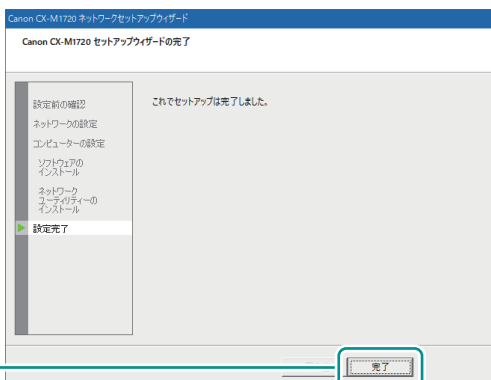 Canon CX-M1720 ネットワークセットアップウィザード
Canon CX-M1720 セットアップウィザードの完了
設定前の確認
ネットワークの設定
コンピューターの設定
ソフトウェアの
インストール
ネットワーク
ユーティリティーの
インストール
設定完了
これでセットアップは完了しました。
完了